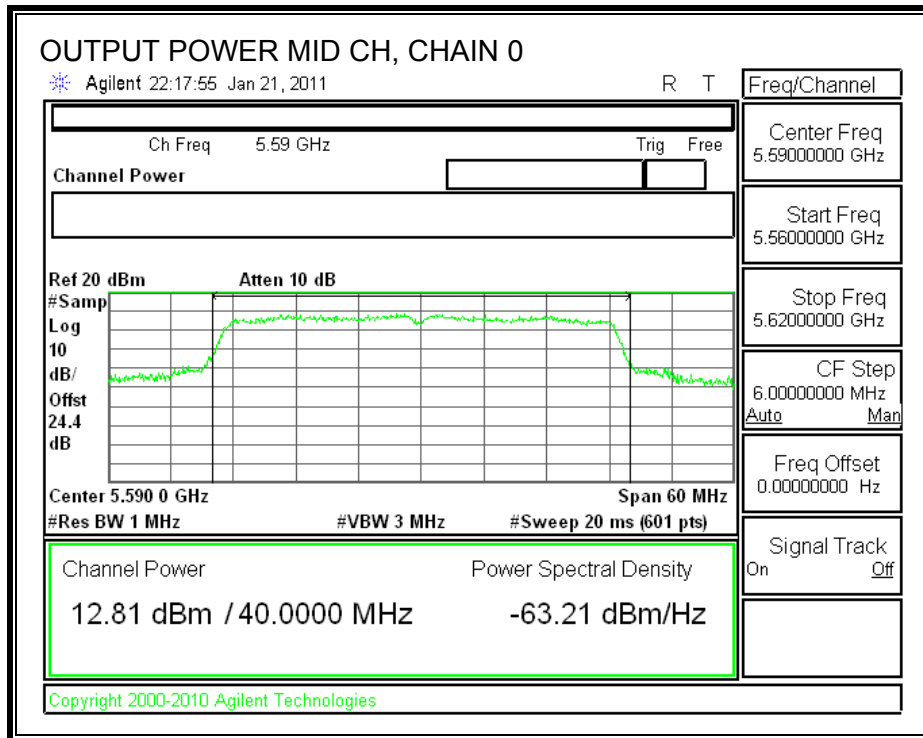 OUTPUT POWER MID CH, CHAIN 0
Agilent 22:17:55 Jan 21, 2011 R T
Freq/Channel
Ch Freq 5.59 GHz Trig Free
Channel Power
Center Freq
5.59000000 GHz
Start Freq
5.56000000 GHz
Stop Freq
5.62000000 GHz
CF Step
6.00000000 MHz
Auto Man
Freq Offset
0.00000000 Hz
Signal Track
On Off
Ref 20 dBm Atten 10 dB
#Samp
Log
10
dB/
Offst
24.4
dB
Center 5.590 0 GHz Span 60 MHz
#Res BW 1 MHz #VBW 3 MHz #Sweep 20 ms (601 pts)
Channel Power Power Spectral Density
12.81 dBm / 40.0000 MHz -63.21 dBm/Hz
Copyright 2000-2010 Agilent Technologies